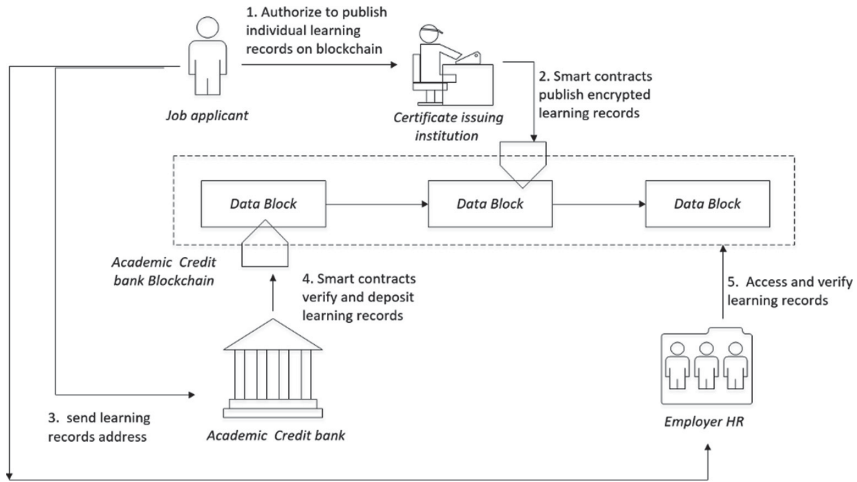 1. Authorize to publish
individual learning
records on blockchain
Job applicant
Certificate issuing
institution
2. Smart contracts
publish encrypted
learning records
Data Block
Data Block
Data Block
Academic Credit
bank Blockchain
4. Smart contracts
verify and deposit
learning records
5. Access and verify
learning records
3. send learning
records address
Academic Credit bank
Employer HR